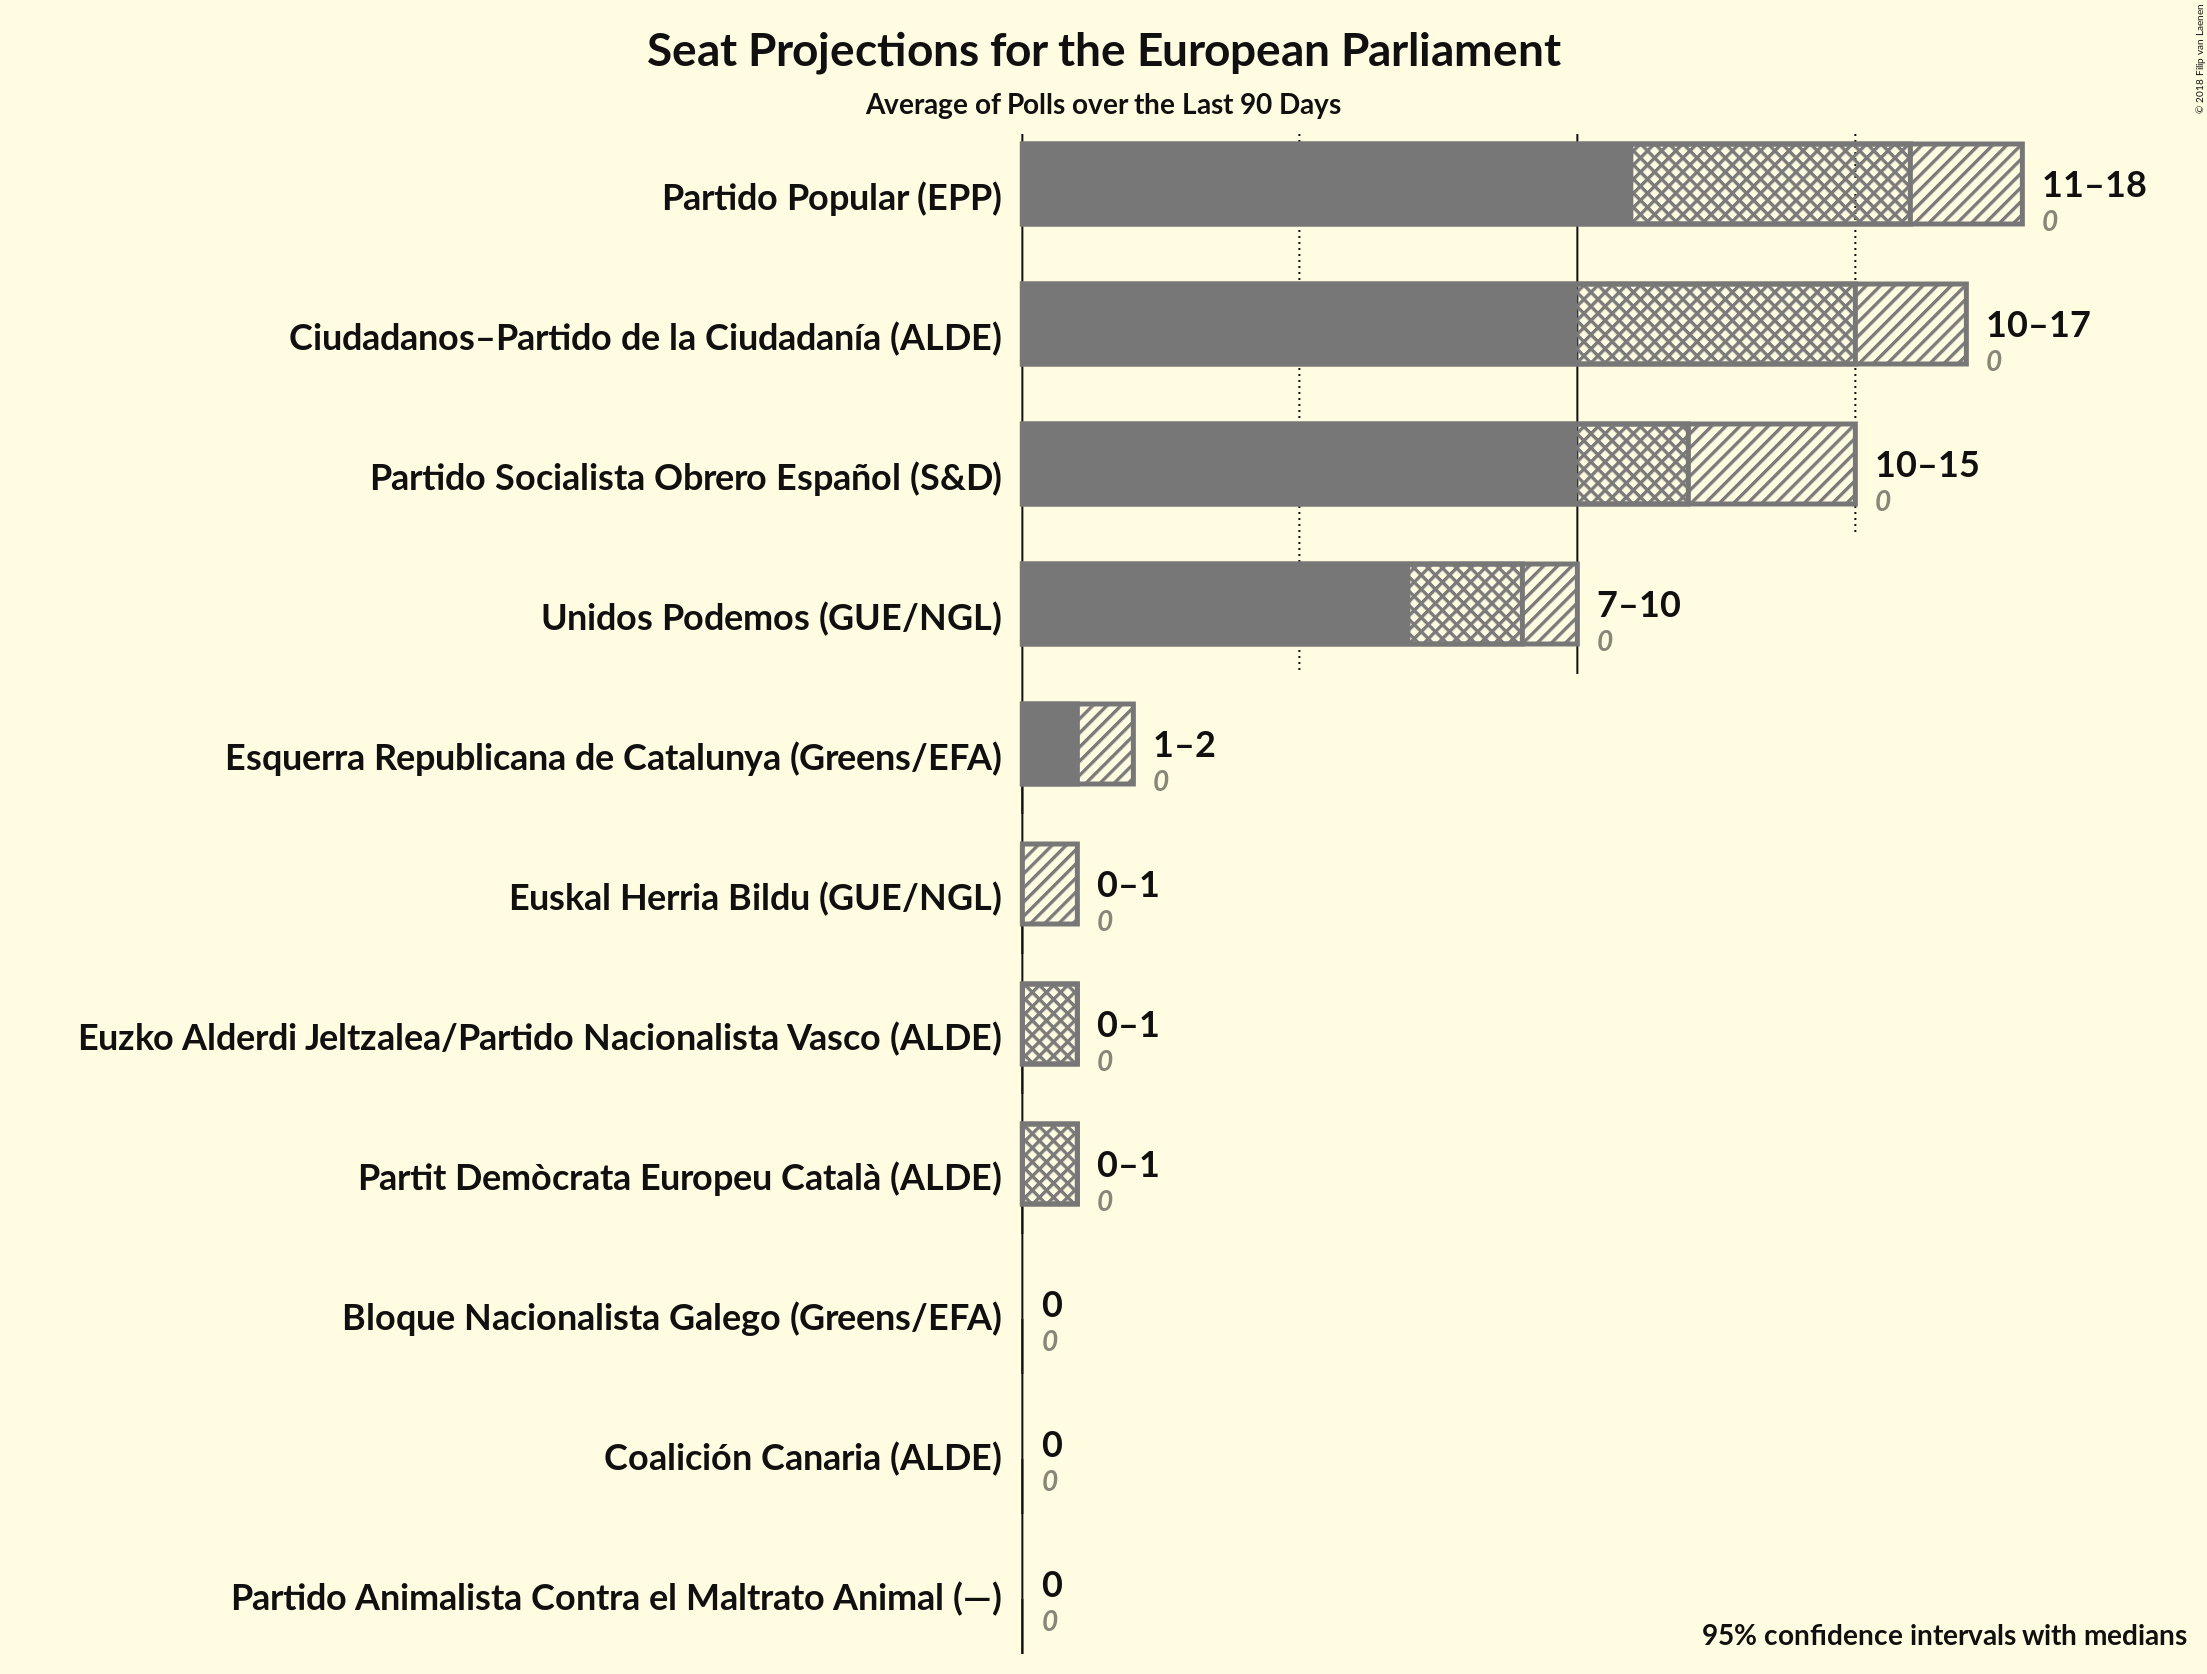 Seat Projections for the European Parliament
Average of Polls over the Last 90 Days
© 2018 Filip van Laenen
Partido Popular (EPP)
11–18
0
Ciudadanos–Partido de la Ciudadanía (ALDE)
10–17
0
Partido Socialista Obrero Español (S&D)
10–15
0
Unidos Podemos (GUE/NGL)
7–10
0
Esquerra Republicana de Catalunya (Greens/EFA)
1–2
0
Euskal Herria Bildu (GUE/NGL)
0–1
0
Euzko Alderdi Jeltzalea/Partido Nacionalista Vasco (ALDE)
0–1
0
Partit Demòcrata Europeu Català (ALDE)
0–1
0
Bloque Nacionalista Galego (Greens/EFA)
0
0
Coalición Canaria (ALDE)
0
0
Partido Animalista Contra el Maltrato Animal (—)
0
0
95% confidence intervals with medians